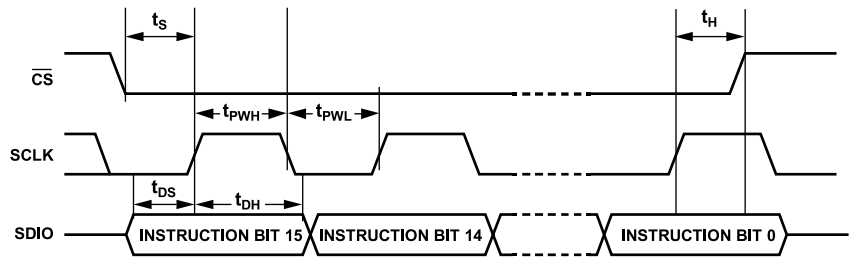 tS
tH
CS
tPWH
tPWL
SCLK
tDS
tDH
SDIO
INSTRUCTION BIT 15
INSTRUCTION BIT 14
INSTRUCTION BIT 0